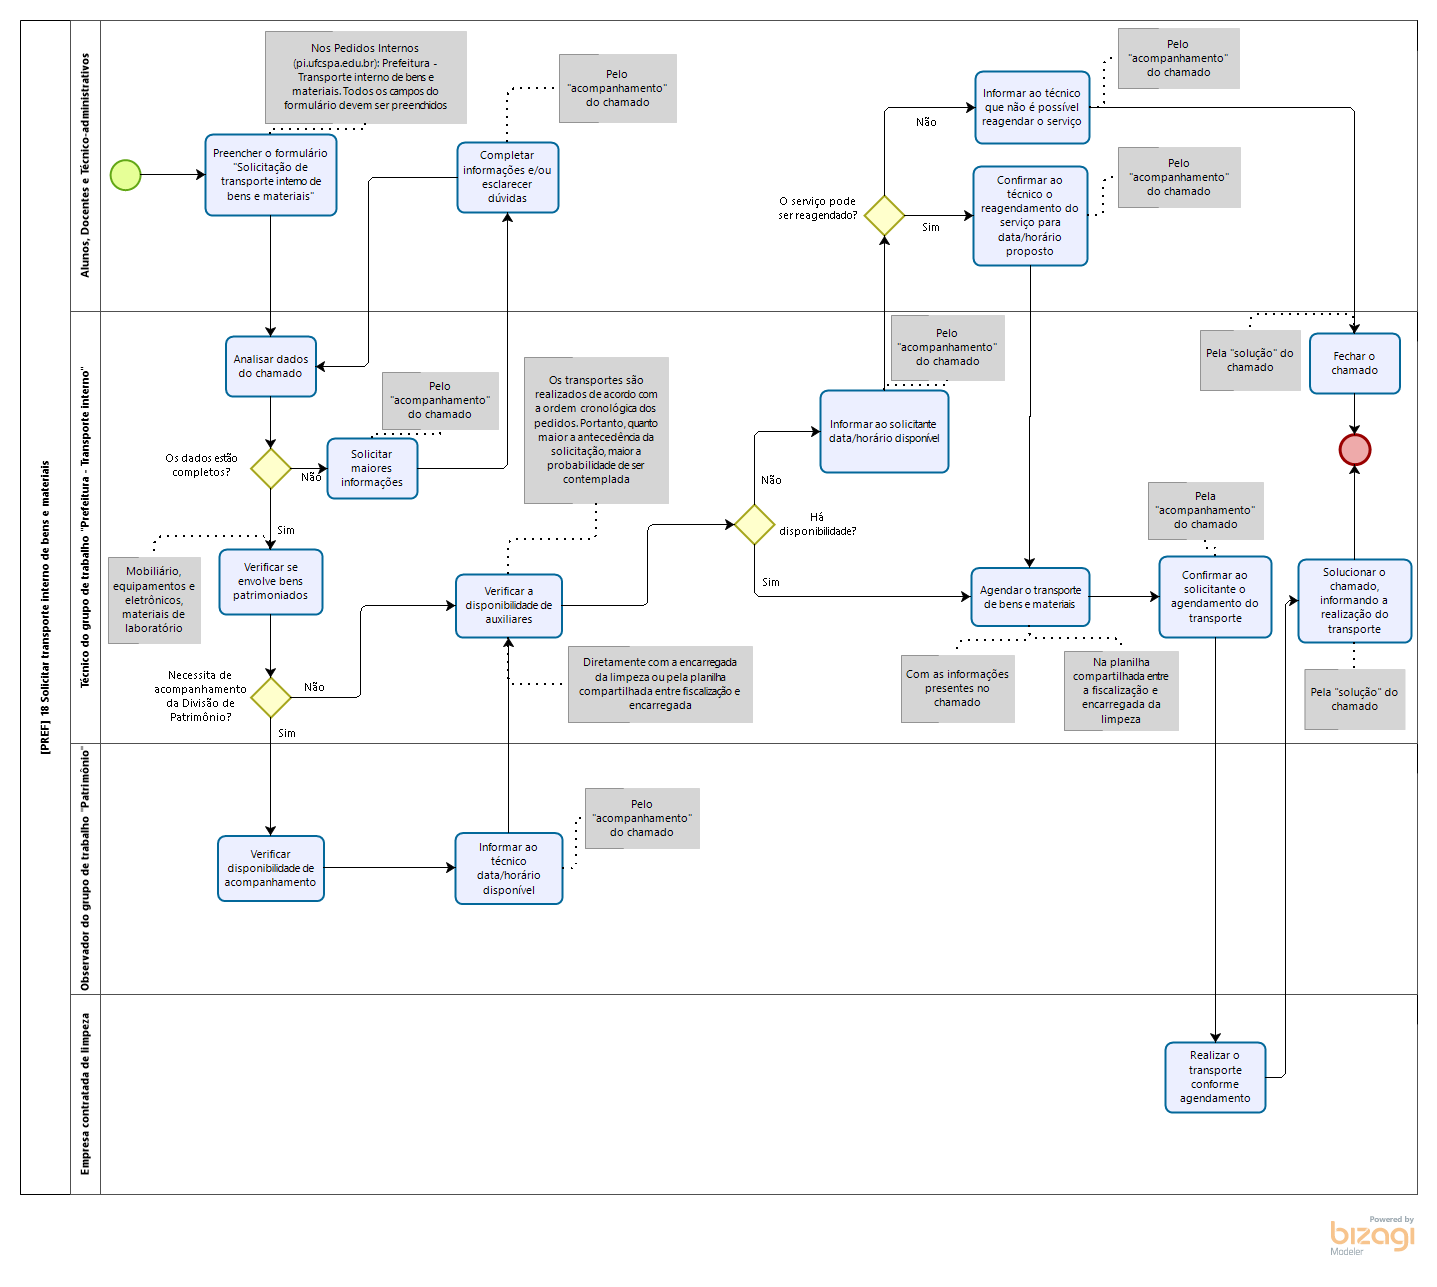 [PREF] 18 Solicitar transporte interno de bens e materiais
Alunos, Docentes e Técnico-administrativos
Nos Pedidos Internos
(pi.ufcspa.edu.br): Prefeitura -
Transporte interno de bens e
materiais. Todos os campos do
formulário devem ser preenchidos
Preencher o formulário
"Solicitação de
transporte interno de
bens e materiais"
Pelo
"acompanhamento"
do chamado
Completar
informações e/ou
esclarecer
dúvidas
O serviço pode
ser reagendado?
Não
Sim
Informar ao técnico
que não é possível
reagendar o serviço
Pelo
"acompanhamento"
do chamado
Confirmar ao
técnico o
reagendamento do
serviço para
data/horário
proposto
Pelo
"acompanhamento"
do chamado
Técnico do grupo de trabalho "Prefeitura - Transporte interno"
Analisar dados
do chamado
Os dados estão
completos?
Não
Sim
Solicitar
maiores
informações
Pelo
"acompanhamento"
do chamado
Mobiliário,
equipamentos e
eletrônicos,
materiais de
laboratório
Verificar se
envolve bens
patrimoniados
Necessita de
acompanhamento
da Divisão de
Patrimônio?
Não
Sim
Os transportes são
realizados de acordo com
a ordem cronológica dos
pedidos. Portanto, quanto
maior a antecedência da
solicitação, maior a
probabilidade de ser
contemplada
Verificar a
disponibilidade de
auxiliares
Diretamente com a encarregada
da limpeza ou pela planilha
compartilhada entre fiscalização e
encarregada
Há
disponibilidade?
Não
Sim
Informar ao solicitante
data/horário disponível
Pelo
"acompanhamento"
do chamado
Agendar o transporte
de bens e materiais
Com as informações
presentes no
chamado
Na planilha
compartilhada entre
a fiscalização e
encarregada da
limpeza
Pela
"acompanhamento"
do chamado
Confirmar ao
solicitante o
agendamento do
transporte
Pela "solução" do
chamado
Fechar o
chamado
Solucionar o
chamado,
informando a
realização do
transporte
Pela "solução" do
chamado
Observador do grupo de trabalho "Patrimônio"
Verificar
disponibilidade de
acompanhamento
Informar ao
técnico
data/horário
disponível
Pelo
"acompanhamento"
do chamado
Empresa contratada de limpeza
Realizar o
transporte
conforme
agendamento
Powered by
bizagi
Modeler